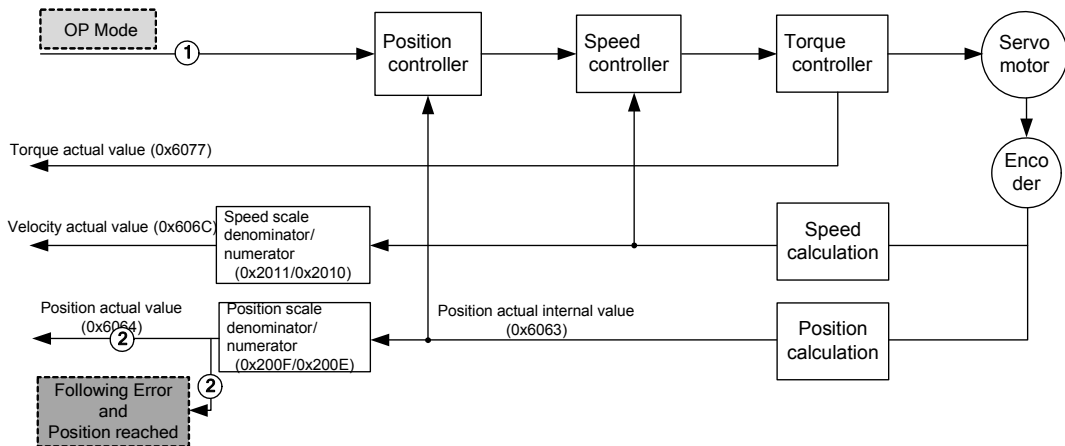 OP Mode
1
Position
controller
Speed
controller
Torque
controller
Servo
motor
Torque actual value (0x6077)
Enco
der
Velocity actual value (0x606C)
Speed scale
denominator/
numerator
(0x2011/0x2010)
Speed
calculation
Position actual value
(0x6064)
2
Position scale
denominator/
numerator
(0x200F/0x200E)
Position actual internal value
(0x6063)
Position
calculation
2
Following Error
and
Position reached